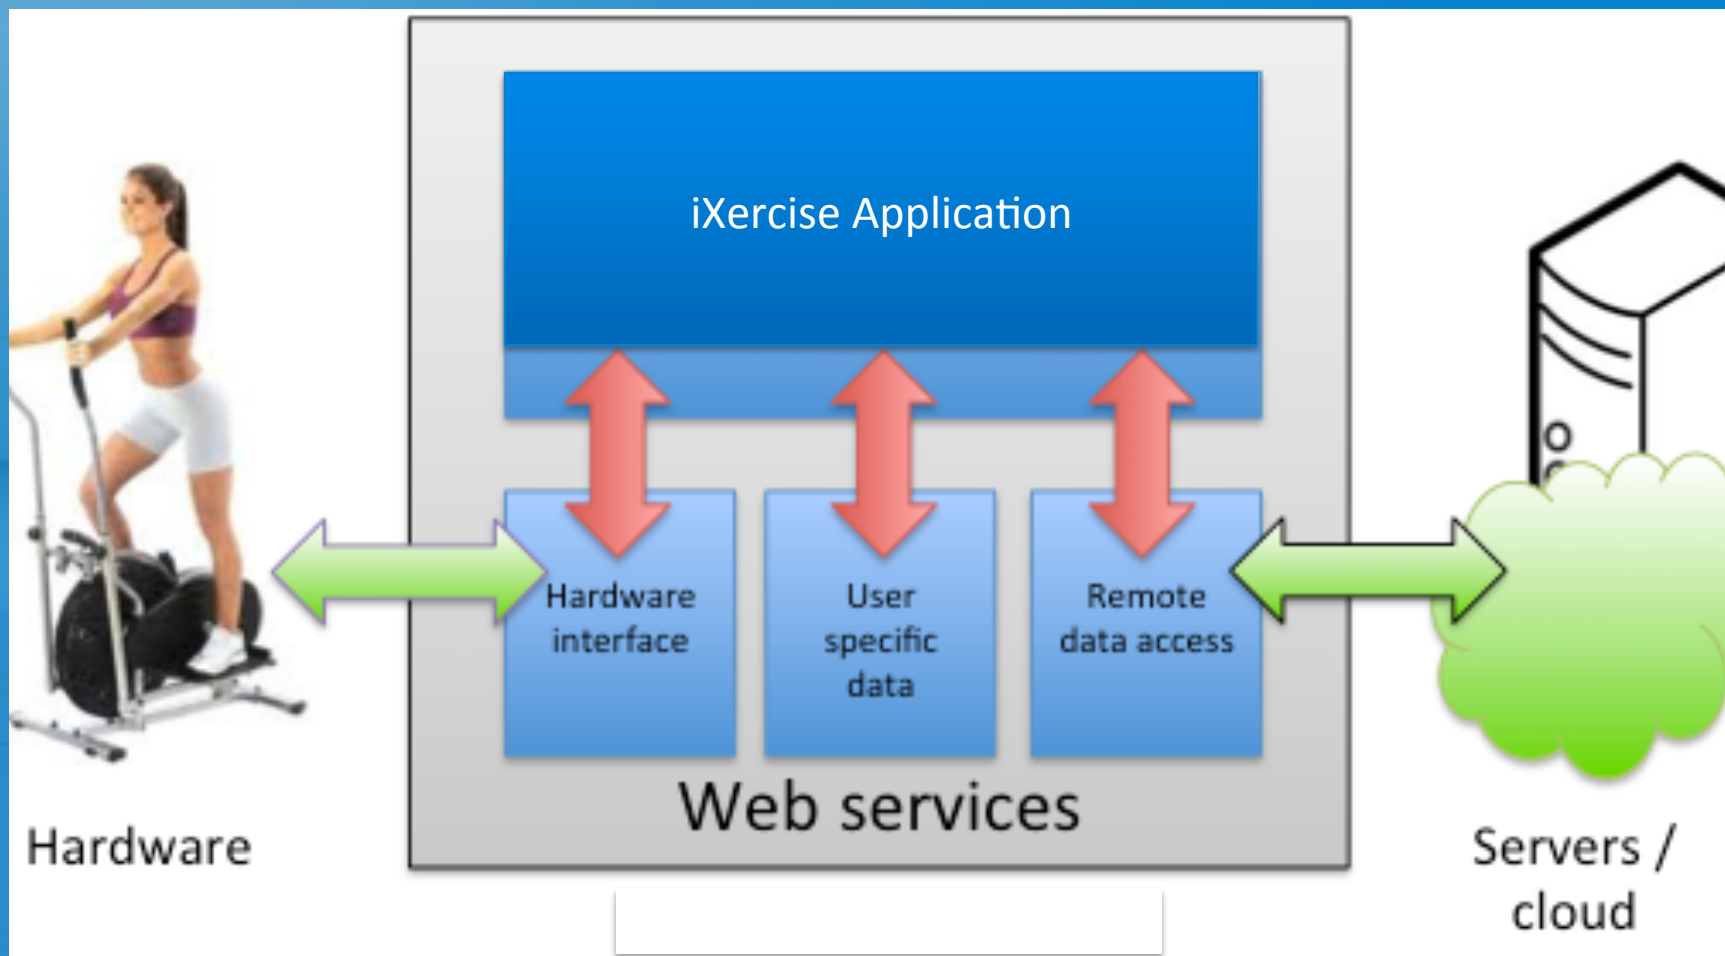 iXercise Application
Hardware
interface
User
specific
data
Remote
data access
Web services
Hardware
Servers /
cloud